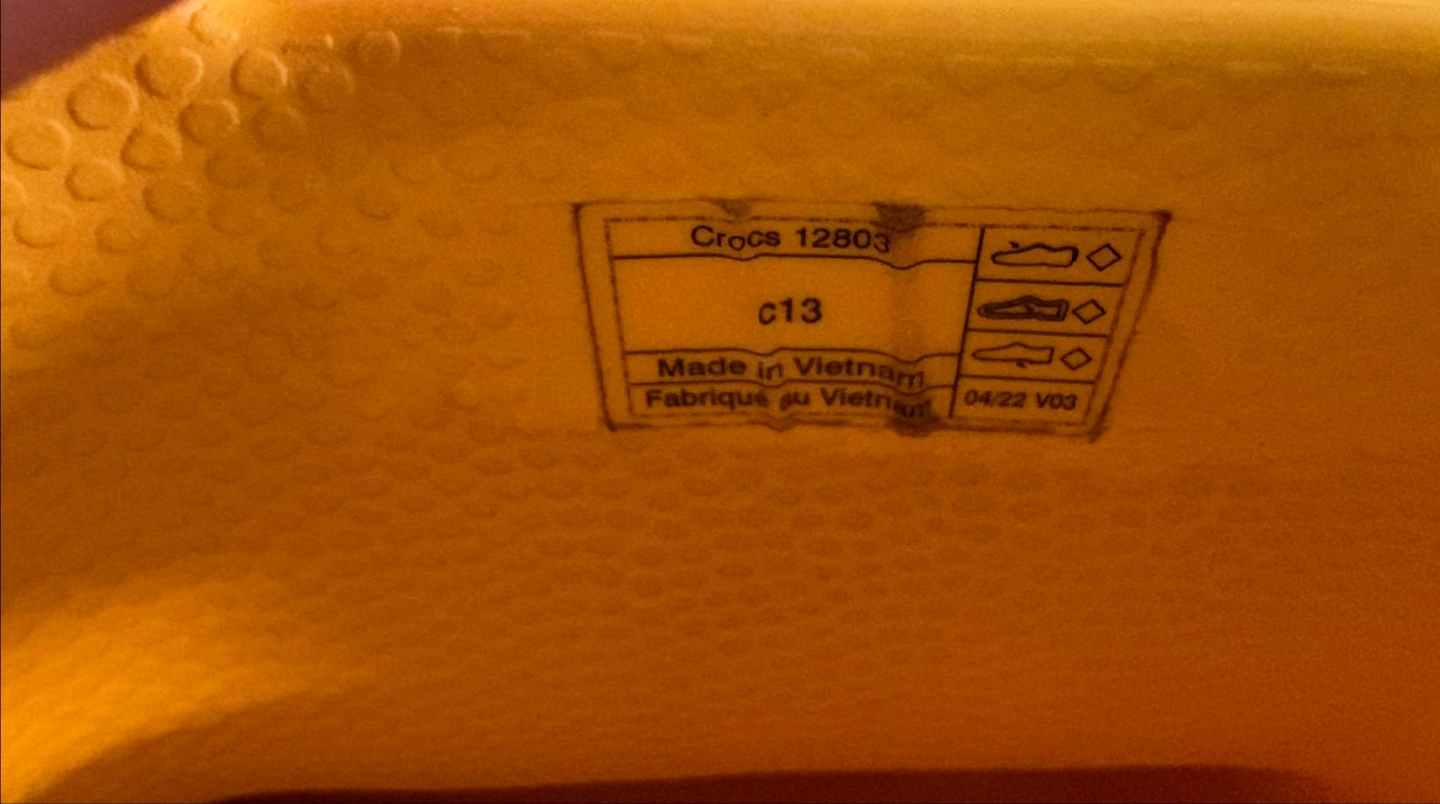 Crocs 12803
c13
Made in Vietnam
Fabriqué au Vietnam
04/22 V03